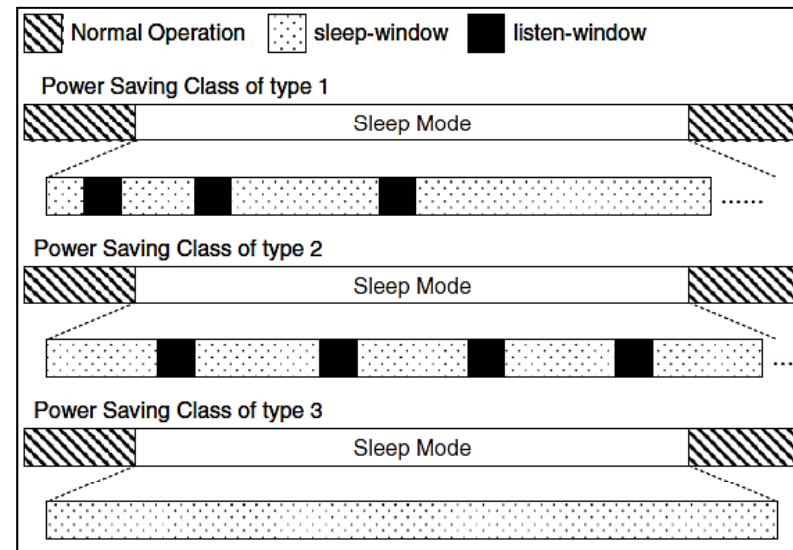 Normal Operation sleep-window listen-window
Power Saving Class of type 1
Sleep Mode
......
Power Saving Class of type 2
Sleep Mode
...
Power Saving Class of type 3
Sleep Mode